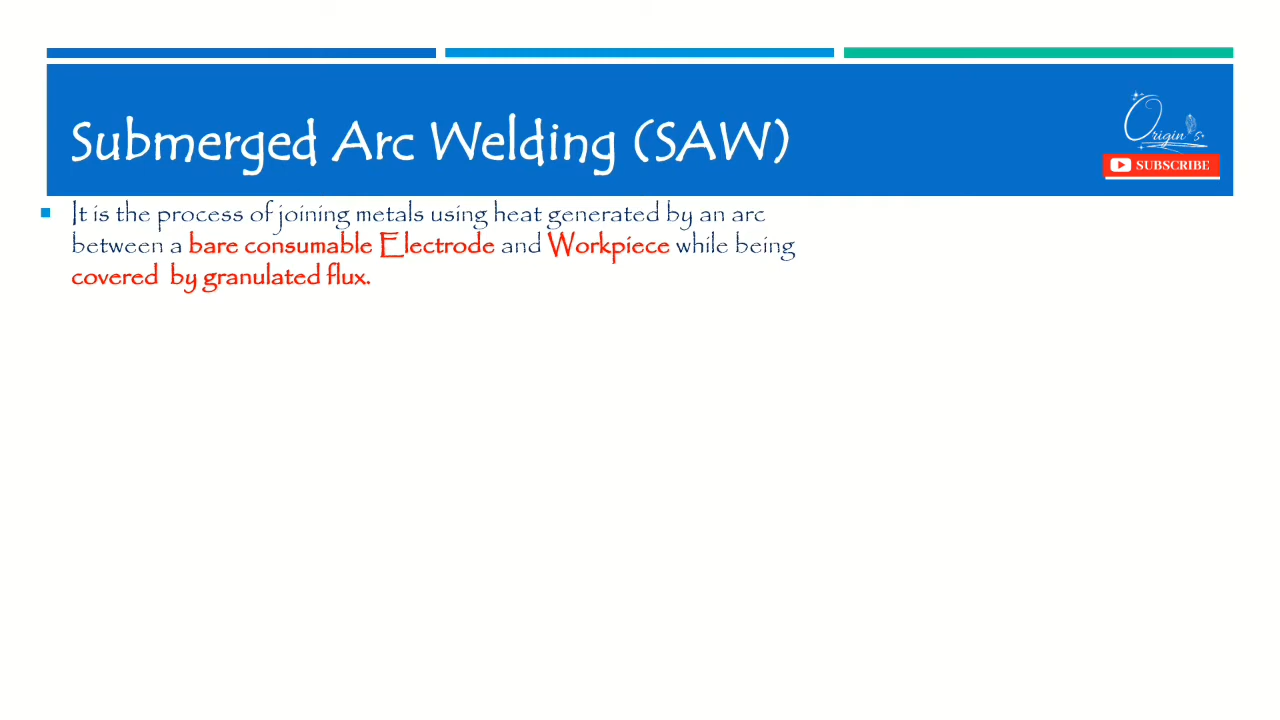 Submerged Arc Welding (SAW)
Origin's
SUBSCRIBE
It is the process of joining metals using heat generated by an arc
between a bare consumable Electrode and Workpiece while being
covered by granulated flux.